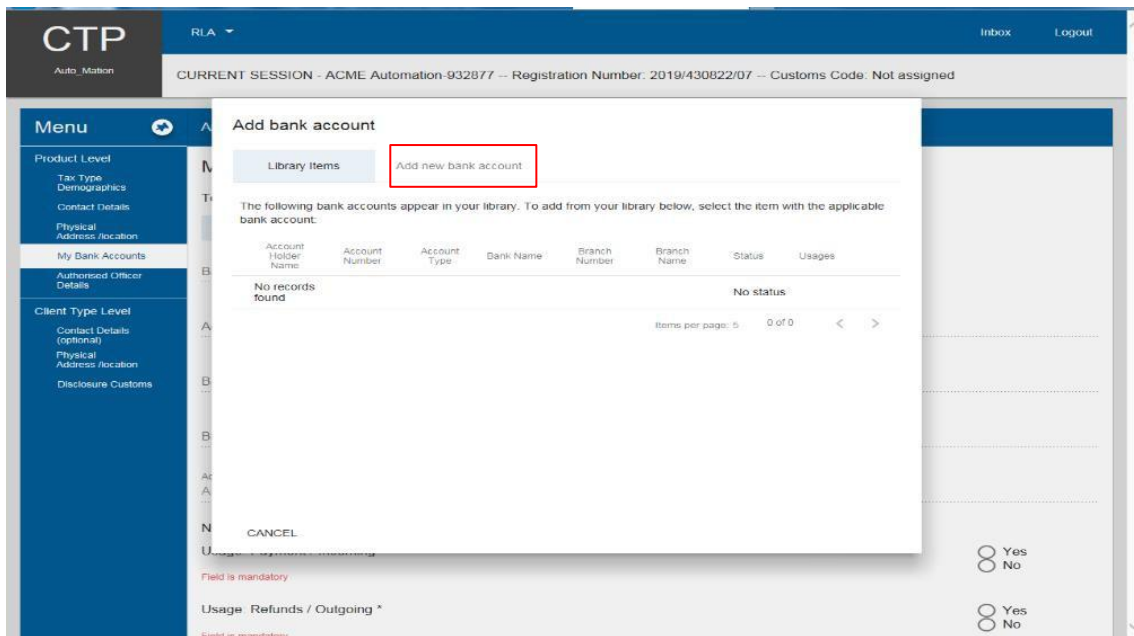 CTP
Auto_Mation
RLA
Inbox
Logout
CURRENT SESSION - ACME Automation-932877 -- Registration Number: 2019/430822/07 -- Customs Code: Not assigned
Menu
Product Level
Tax Type
Demographics
Contact Details
Physical
Address /location
My Bank Accounts
Authorised Officer
Details
Client Type Level
Contact Details
(optional)
Physical
Address /location
Disclosure Customs
Add bank account
Library Items
Add new bank account
The following bank accounts appear in your library. To add from your library below, select the item with the applicable
bank account:
Account Holder Name
Account Number
Account Type
Bank Name
Branch Number
Branch Name
Status
Usages
No records found
No status
Items per page: 5
0 of 0
CANCEL
Yes
No
Field is mandatory
Usage Refunds / Outgoing *
Yes
No
Field is mandatory